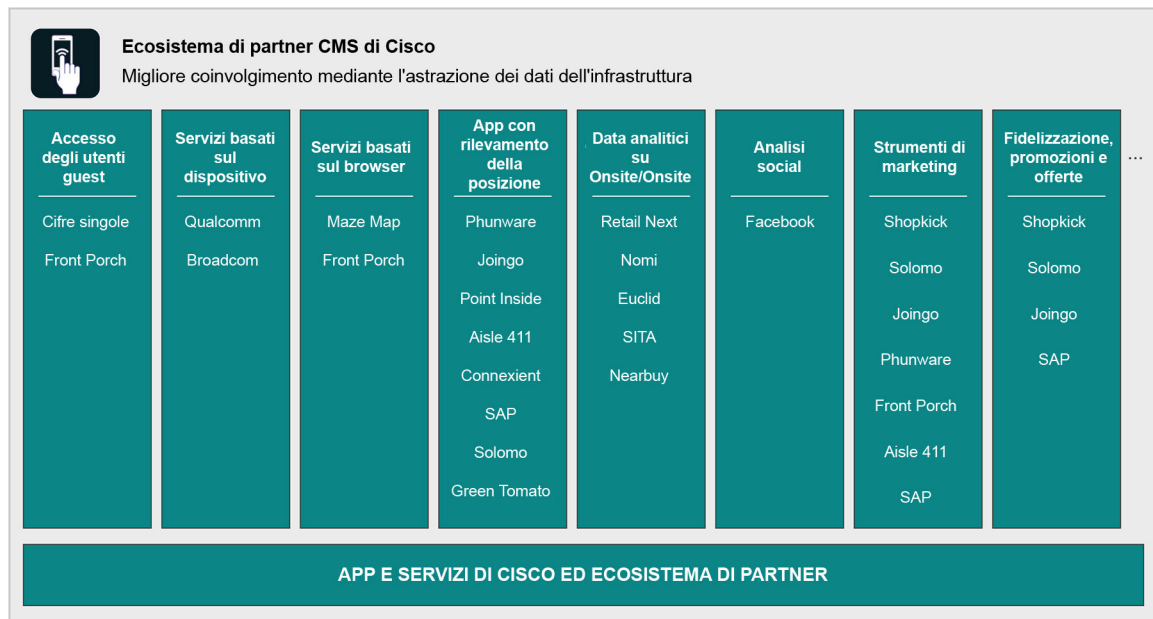 Ecosistema di partner CMS di Cisco
Migliore coinvolgimento mediante l'astrazione dei dati dell'infrastruttura
Accesso
degli utenti
guest
Cifre singole
Front Porch
Servizi basati
sul
dispositivo
Qualcomm
Broadcom
Servizi basati
sul browser
Maze Map
Front Porch
App con
rilevamento
della
posizione
Phunware
Joingo
Point Inside
Aisle 411
Connexient
SAP
Solomo
Green Tomato
Data analitici
su
Onsite/Onsite
Retail Next
Nomi
Euclid
SITA
Nearbuy
Analisi
social
Facebook
Strumenti di
marketing
Shopkick
Solomo
Joingo
Phunware
Front Porch
Aisle 411
SAP
Fidelizzazione,
promozioni e
offerte
Shopkick
Solomo
Joingo
SAP
...
APP E SERVIZI DI CISCO ED ECOSISTEMA DI PARTNER